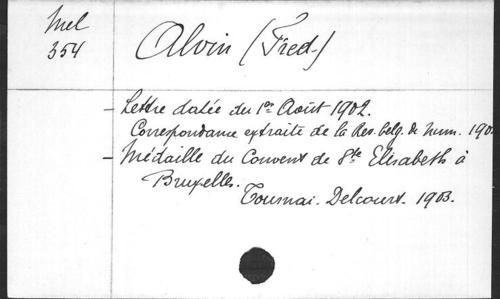 Mel
354
Alvin (Fred.)
- Lettre datée du 1er Août 1902.
Correspondance extraite de la Rev. belg. de num. 190
- Médaille du Couvent de Ste Elisabeth à
Bruxelles.
Tournai. Delcourt. 1903.